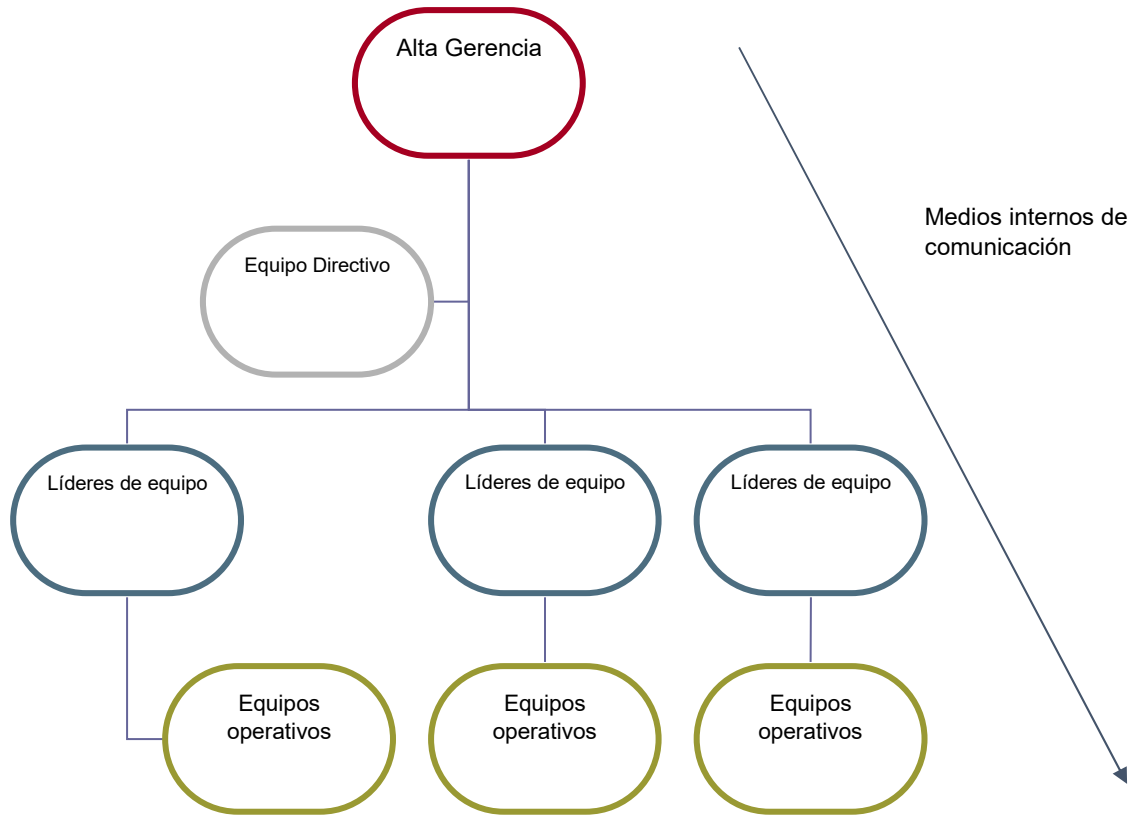 Alta Gerencia
Medios internos de
comunicación
Equipo Directivo
Líderes de equipo
Líderes de equipo
Líderes de equipo
Equipos
operativos
Equipos
operativos
Equipos
operativos